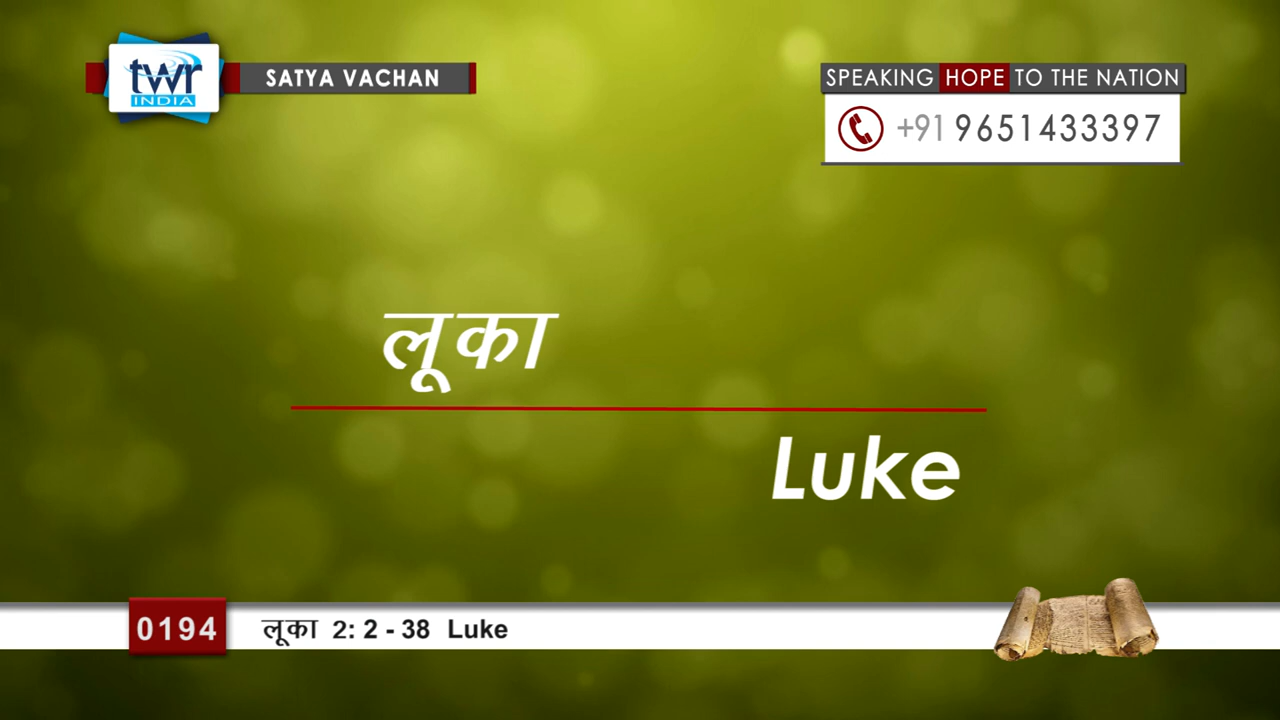 twr
INDIA
SATYA VACHAN
SPEAKING HOPE TO THE NATION
+91 9651433397
लूका
Luke
0194
लूका 2: 2 - 38 Luke